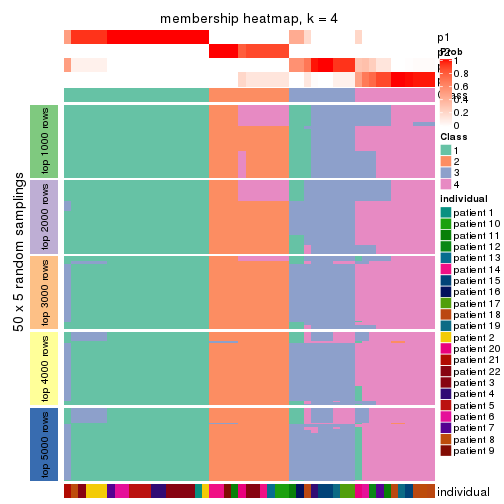 membership heatmap, k = 4
p1
p2
Prob
1
0.8
0.6
0.4
0.2
0
Class
1
2
3
4
Individual
patient 1
patient 10
patient 11
patient 12
patient 13
patient 14
patient 15
patient 16
patient 17
patient 18
patient 19
patient 2
patient 20
patient 21
patient 22
patient 3
patient 4
patient 5
patient 6
patient 7
patient 8
patient 9
50 x 5 random samplings
top 1000 rows
top 2000 rows
top 3000 rows
top 4000 rows
top 5000 rows
individual